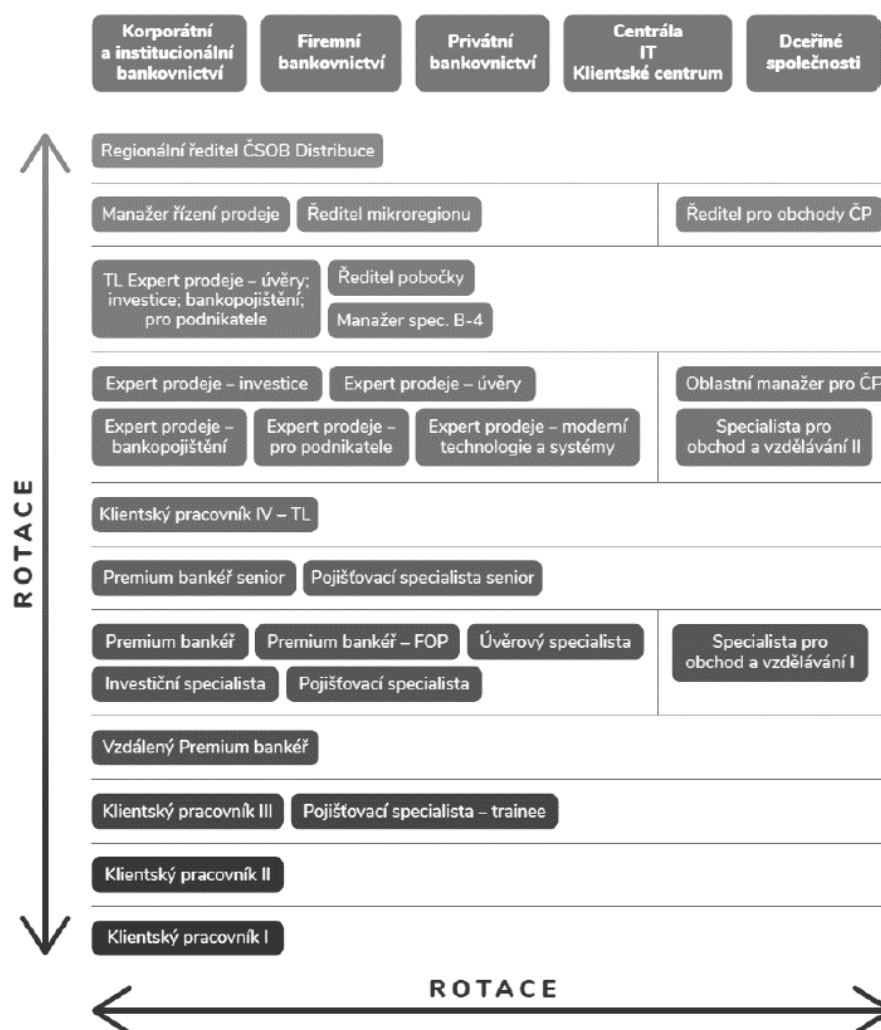 Korporátní
a institucionální
bankovnictví
Firemní
bankovnictví
Privátní
bankovnictví
Centrála
IT
Klientské centrum
Dceřiné
společnosti
Regionální ředitel ČSOB Distribuce
Manažer řízení prodeje
Ředitel mikroregionu
Ředitel pro obchody ČP
TL Expert prodeje – úvěry;
investice; bankopojištění;
pro podnikatele
Ředitel pobočky
Manažer spec. B-4
Expert prodeje – investice
Expert prodeje – úvěry
Oblastní manažer pro ČP
Expert prodeje –
bankopojištění
Expert prodeje –
pro podnikatele
Expert prodeje – moderní
technologie a systémy
Specialista pro
obchod a vzdělávání II
Klientský pracovník IV – TL
Premium bankéř senior
Pojišťovací specialista senior
Premium bankéř
Premium bankéř – FOP
Úvěrový specialista
Specialista pro
obchod a vzdělávání I
Investiční specialista
Pojišťovací specialista
Vzdálený Premium bankéř
Klientský pracovník III
Pojišťovací specialista – trainee
Klientský pracovník II
Klientský pracovník I
ROTACE
ROTACE